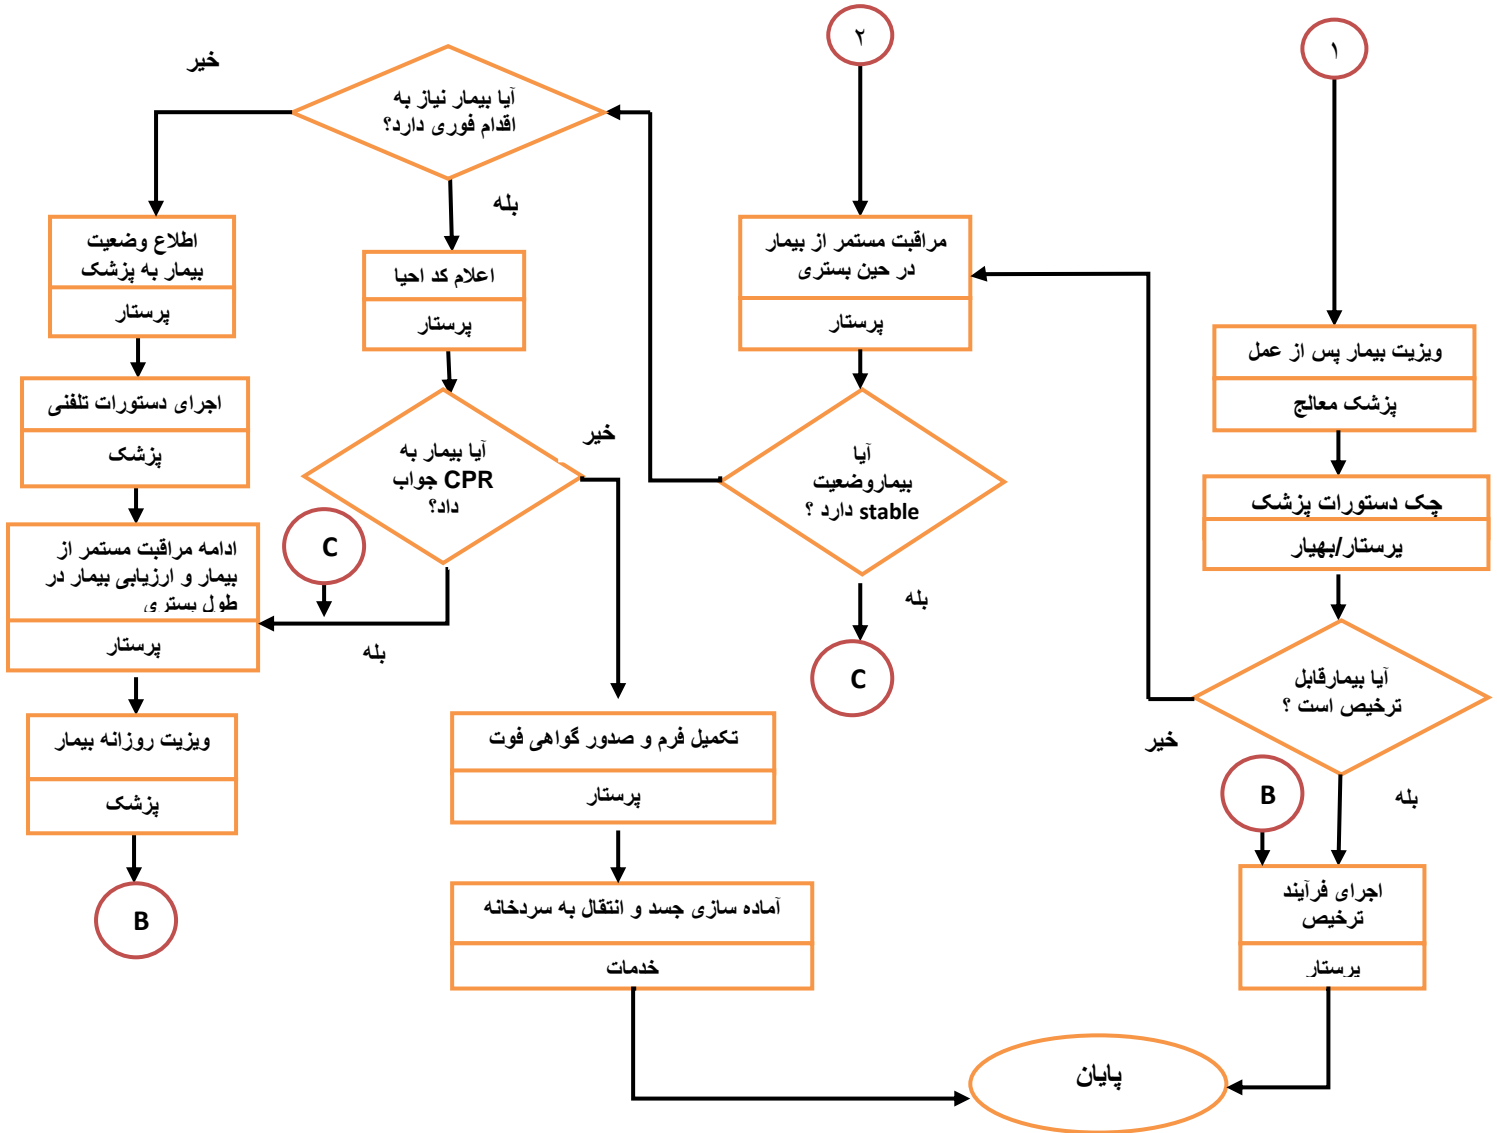 ۱
ویزیت بیمار پس از عمل
پزشک معالج
چک دستورات پزشک
پرستار/بهیار
آیا بیمارقابل
ترخیص است ؟
خیر
بله
B
اجرای فرآیند
ترخیص
پرستار
۲
مراقبت مستمر از بیمار
در حین بستری
پرستار
آیا
بیماروضعیت
stable دارد ؟
بله
C
آیا بیمار نیاز به
اقدام فوری دارد؟
خیر
بله
اعلام کد احیا
پرستار
آیا بیمار به
CPR جواب
داد؟
خیر
بله
C
تکمیل فرم و صدور گواهی فوت
پرستار
آماده سازی جسد و انتقال به سردخانه
خدمات
اطلاع وضعیت
بیمار به پزشک
پرستار
اجرای دستورات تلفنی
پزشک
ادامه مراقبت مستمر از
بیمار و ارزیابی بیمار در
طول بستری
پرستار
ویزیت روزانه بیمار
پزشک
B
پایان